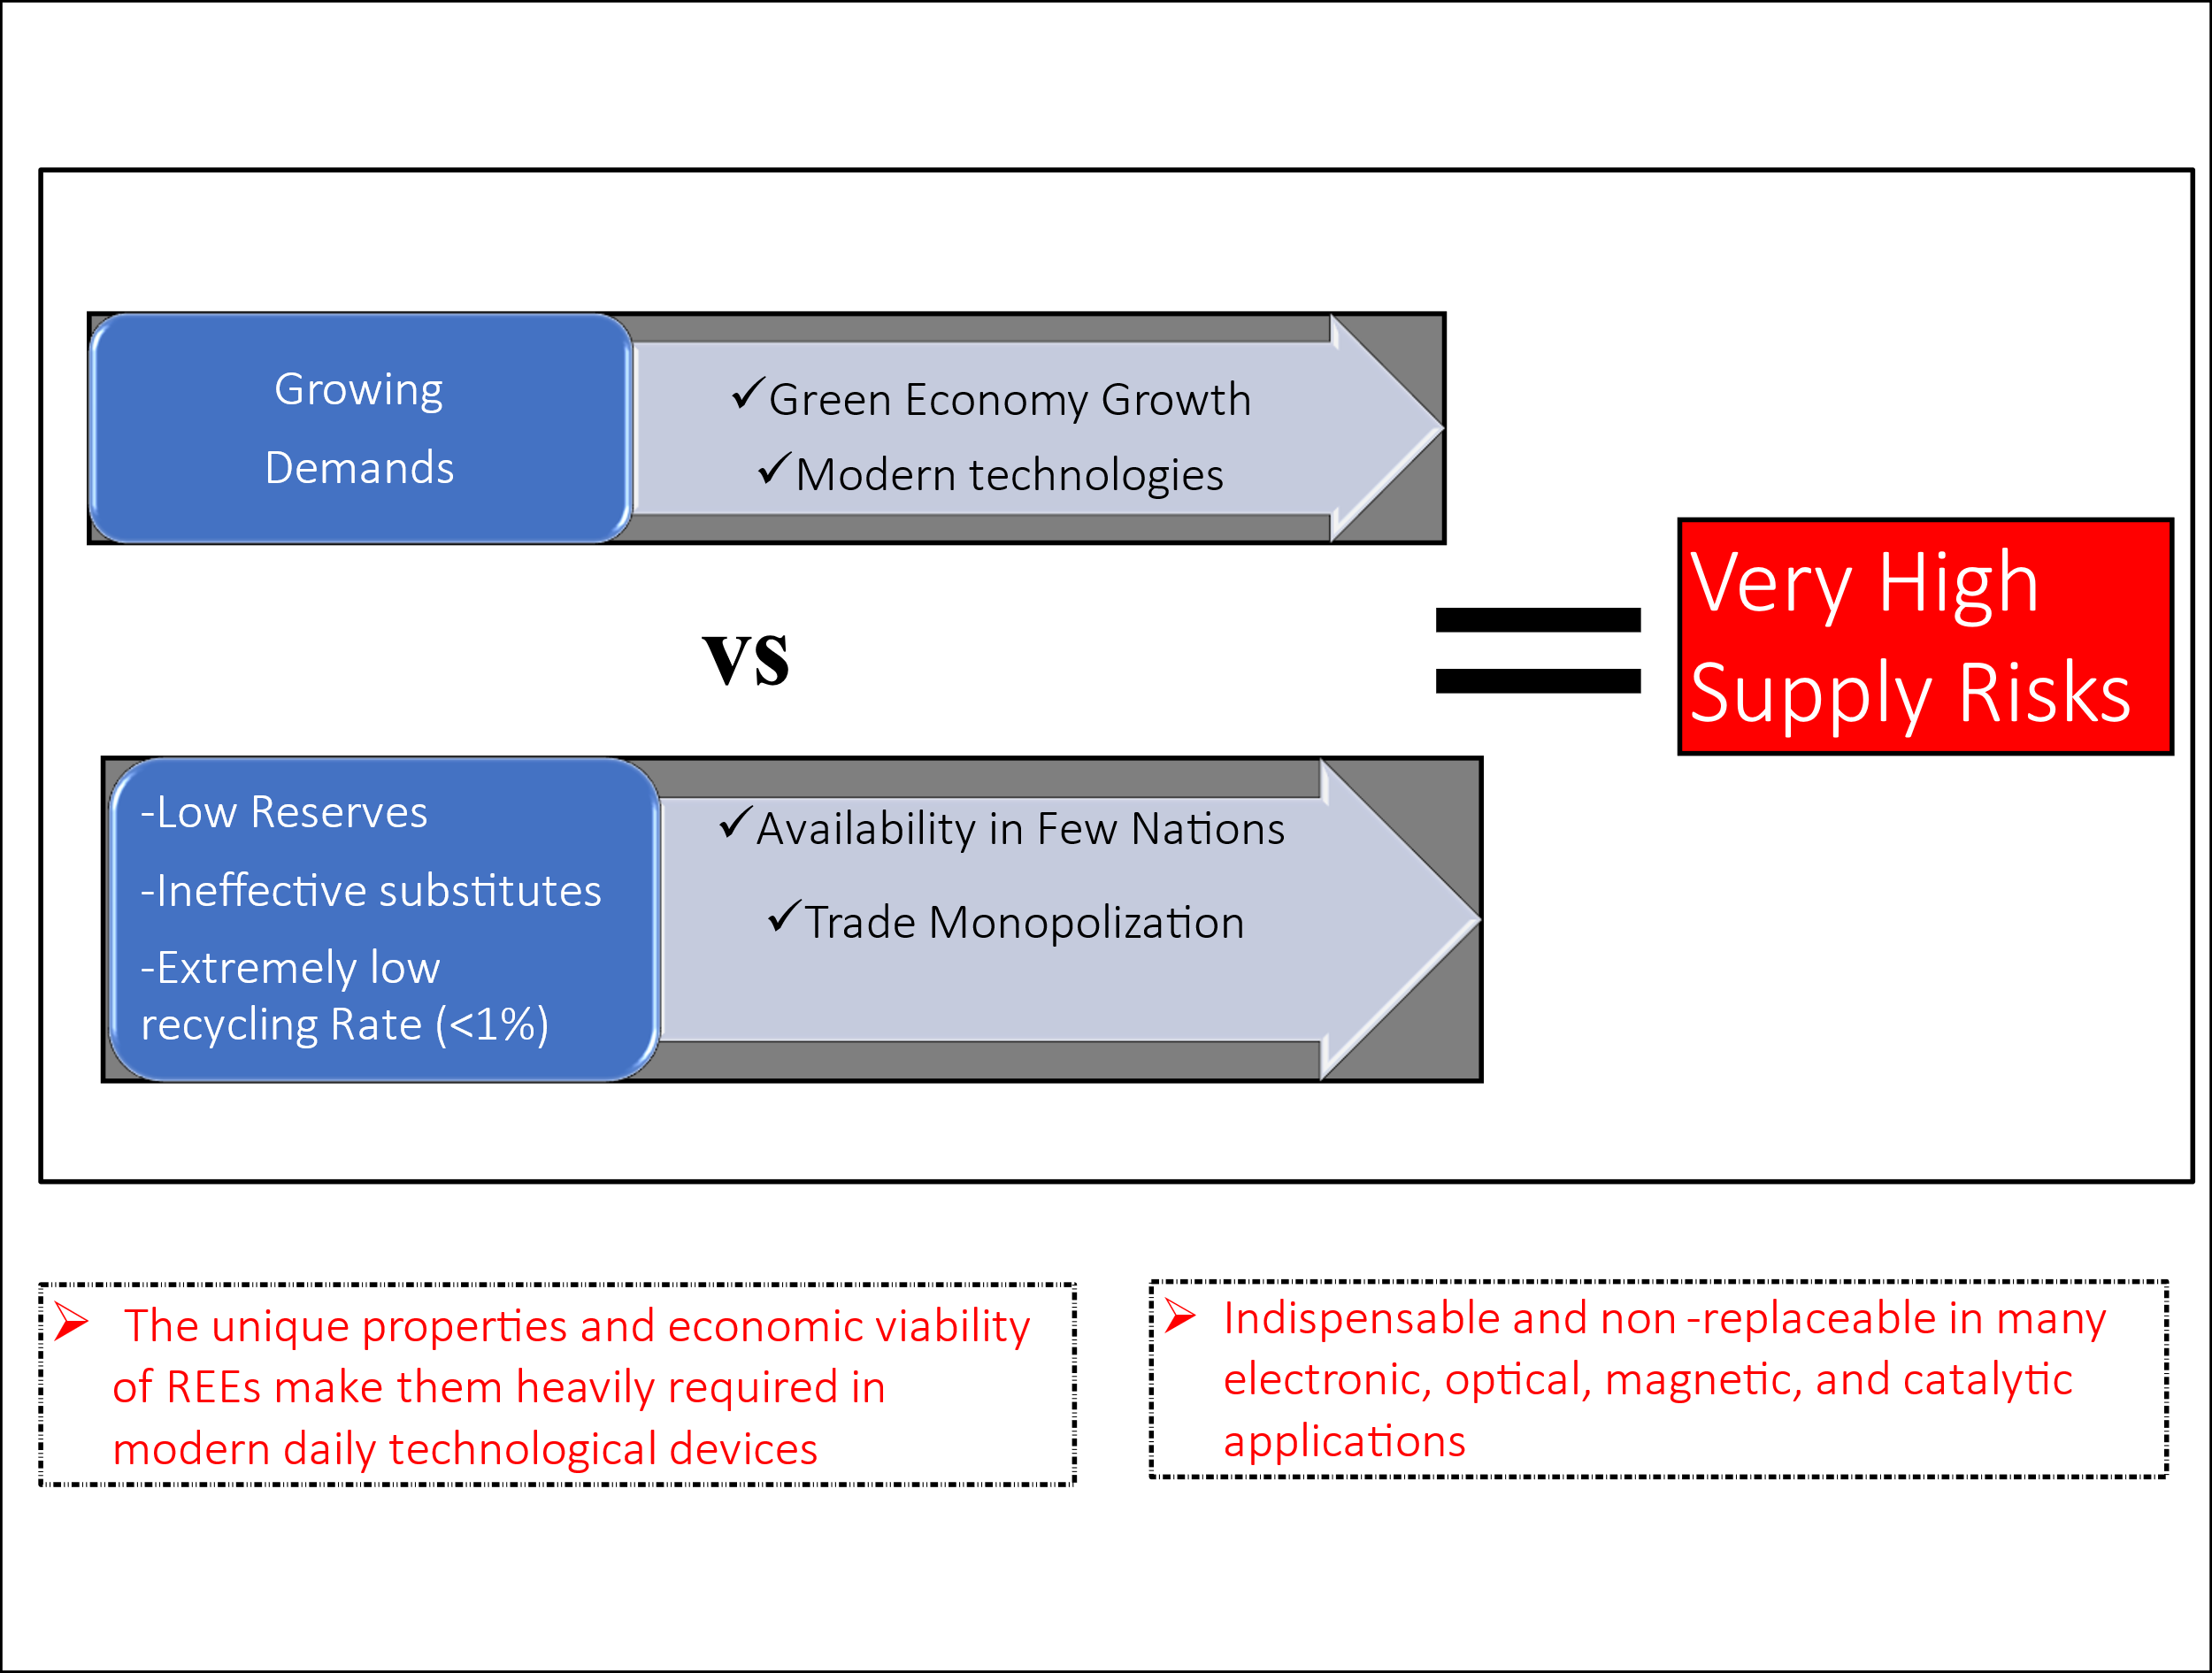 Growing
Demands
✓Green Economy Growth
✓Modern technologies
vs
=
Very High
Supply Risks
-Low Reserves
-Ineffective substitutes
-Extremely low
recycling Rate (<1%)
✓Availability in Few Nations
✓Trade Monopolization
➢ The unique properties and economic viability
of REEs make them heavily required in
modern daily technological devices
➢ Indispensable and non -replaceable in many
electronic, optical, magnetic, and catalytic
applications